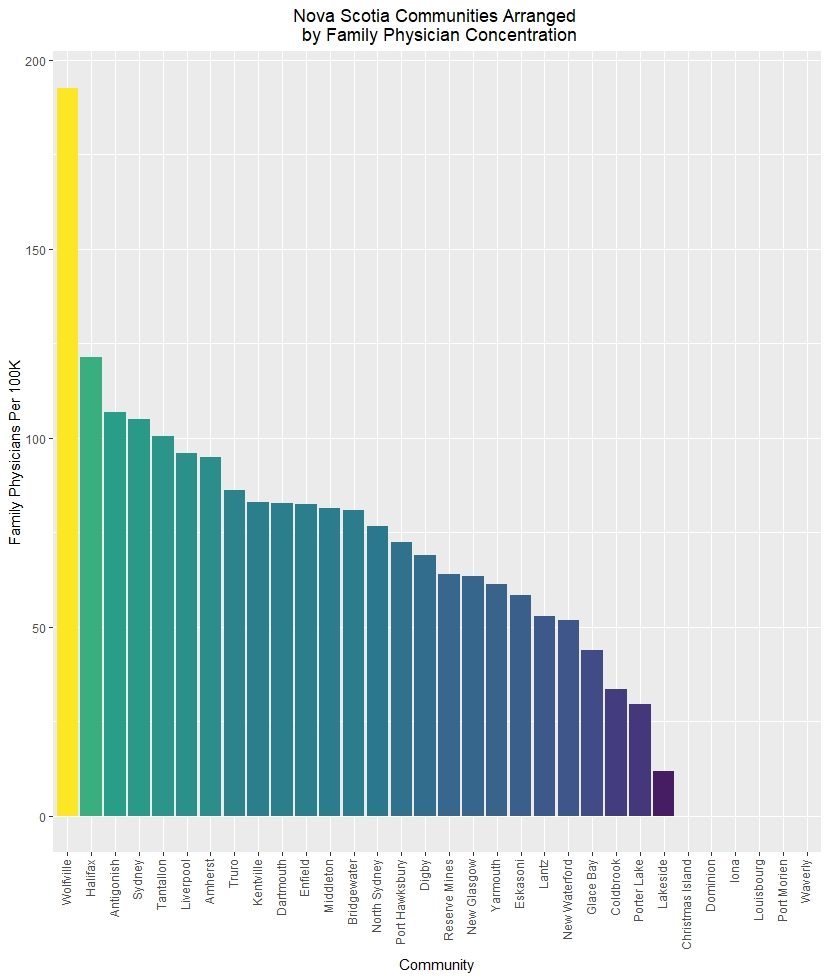 Nova Scotia Communities Arranged
by Family Physician Concentration
Family Physicians Per 100K
200
150
100
50
0
Wolfville
Halifax
Antigonish
Sydney
Tantallon
Liverpool
Amherst
Truro
Kentville
Dartmouth
Enfield
Middleton
Bridgewater
North Sydney
Port Hawksbury
Digby
Reserve Mines
New Glasgow
Yarmouth
Eskasoni
Lantz
New Waterford
Glace Bay
Coldbrook
Porter Lake
Lakeside
Christmas Island
Dominion
Iona
Louisbourg
Port Morien
Waverly
Community